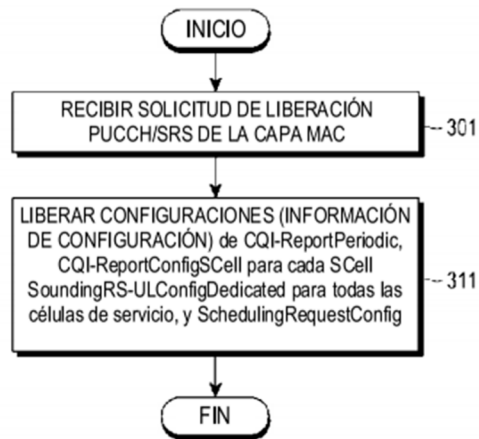 INICIO
RECIBIR SOLICITUD DE LIBERACIÓN
PUCCH/SRS DE LA CAPA MAC
301
LIBERAR CONFIGURACIONES (INFORMACIÓN
DE CONFIGURACIÓN) de CQI-ReportPeriodic,
CQI-ReportConfigSCell para cada SCell
SoundingRS-ULConfigDedicated para todas las
células de servicio, y SchedulingRequestConfig
311
FIN